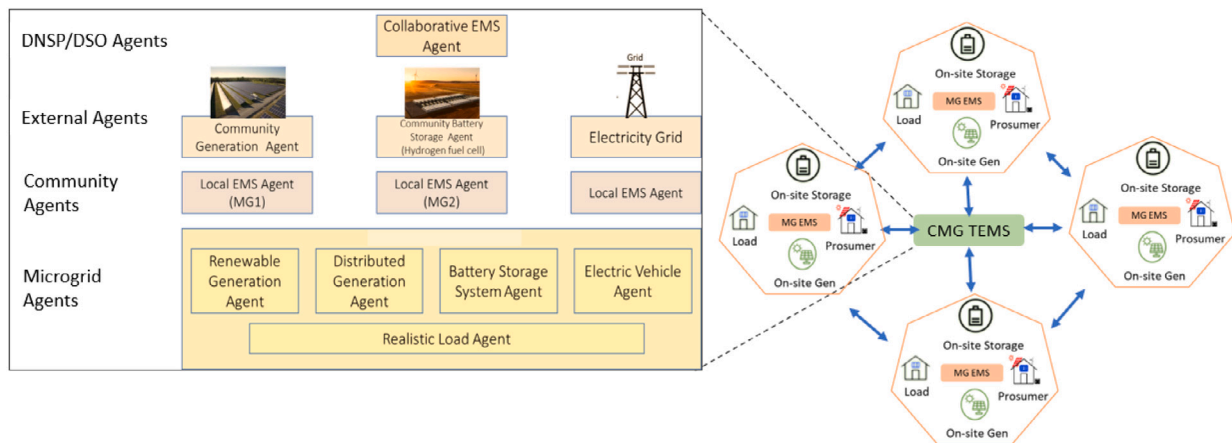 DNSP/DSO Agents
Collaborative EMS
Agent
External Agents
Community
Generation Agent
Community Battery
Storage Agent
(Hydrogen fuel cell)
Grid
Electricity Grid
Community
Agents
Local EMS Agent
(MG1)
Local EMS Agent
(MG2)
Local EMS Agent
Microgrid
Agents
Renewable
Generation
Agent
Distributed
Generation
Agent
Battery Storage
System Agent
Electric Vehicle
Agent
Realistic Load Agent
On-site Storage
MG EMS
Load
Prosumer
On-site Gen
On-site Storage
MG EMS
Load
Prosumer
On-site Gen
CMG TEMS
On-site Storage
MG EMS
Load
Prosumer
On-site Gen
On-site Storage
MG EMS
Load
Prosumer
On-site Gen